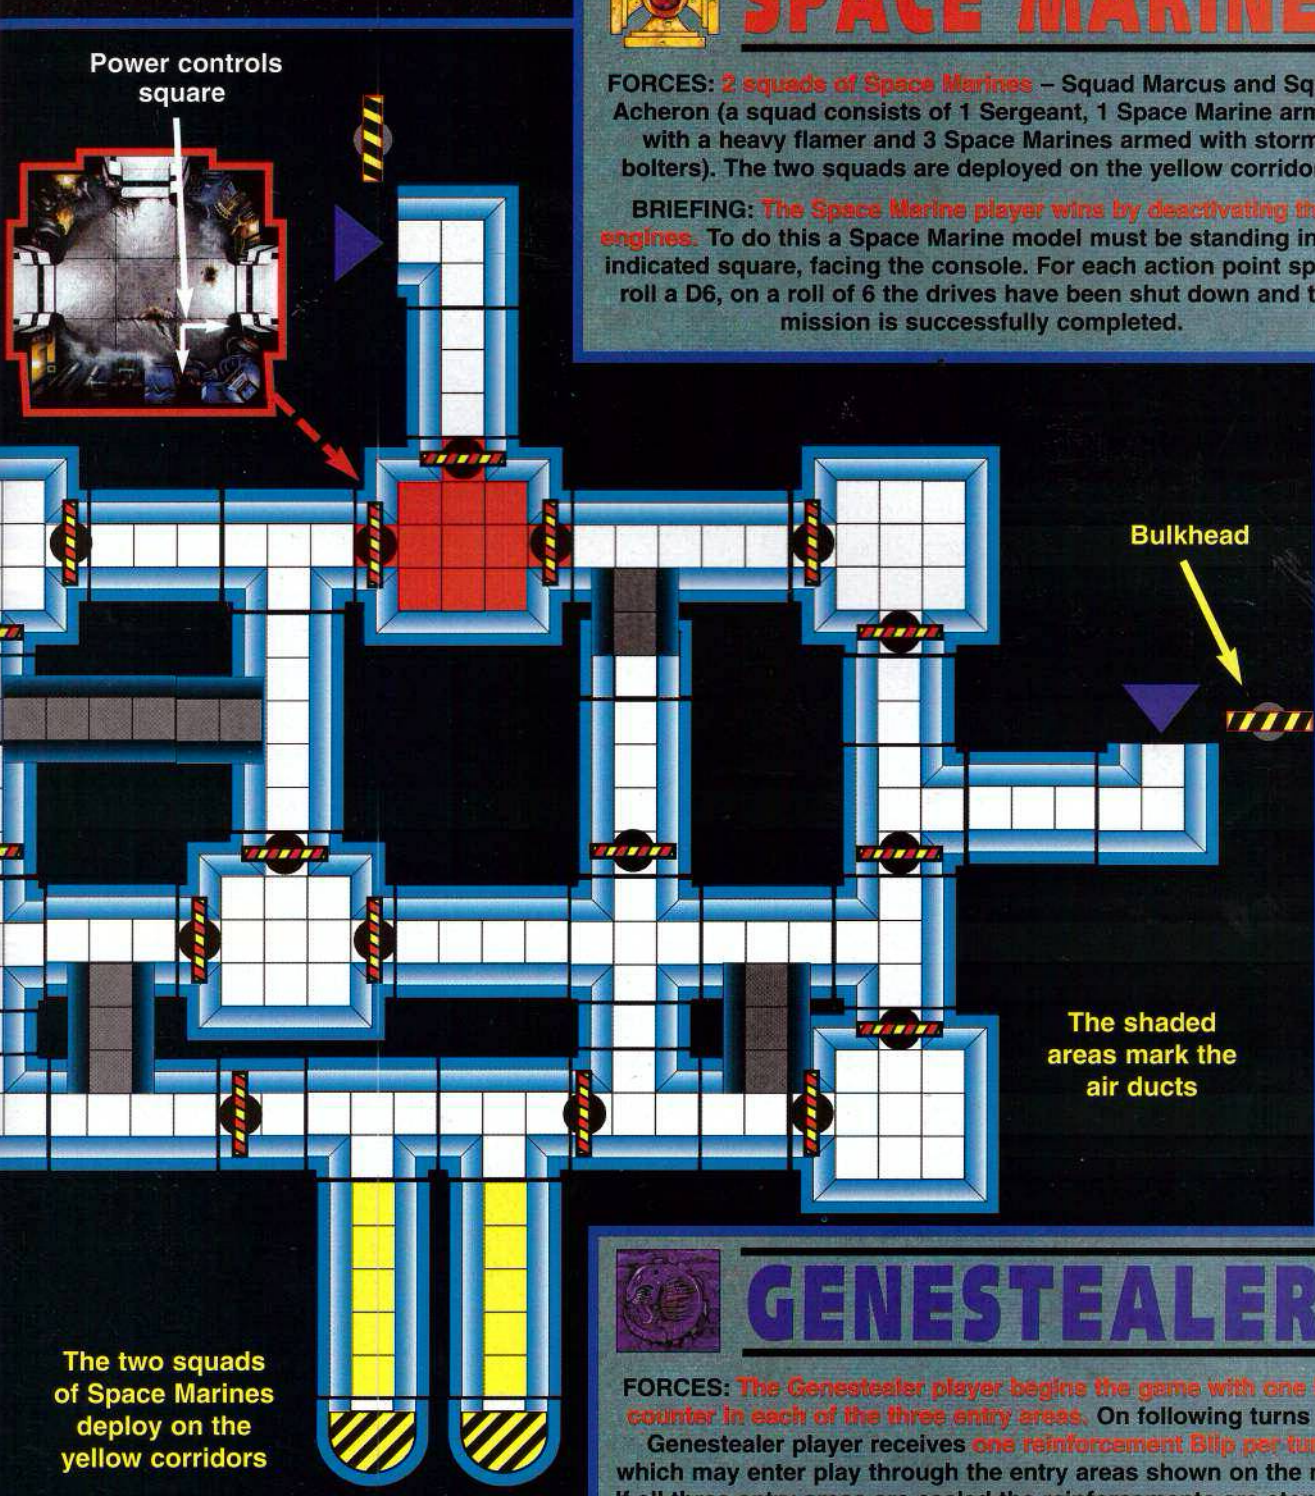 SPACE MARINE
Power controls
square
FORCES: 2 squads of Space Marines – Squad Marcus and Sq
Acheron (a squad consists of 1 Sergeant, 1 Space Marine arm
with a heavy flamer and 3 Space Marines armed with storm
bolters). The two squads are deployed on the yellow corrido
BRIEFING: The Space Marine player wins by deactivating th
engines. To do this a Space Marine model must be standing in
indicated square, facing the console. For each action point sp
roll a D6, on a roll of 6 the drives have been shut down and t
mission is successfully completed.
Bulkhead
The shaded
areas mark the
air ducts
The two squads
of Space Marines
deploy on the
yellow corridors
GENESTEALER
FORCES: The Genestealer player begins the game with one
counter in each of the three entry areas. On following turns
Genestealer player receives one reinforcement Blip per tur
which may enter play through the entry areas shown on the